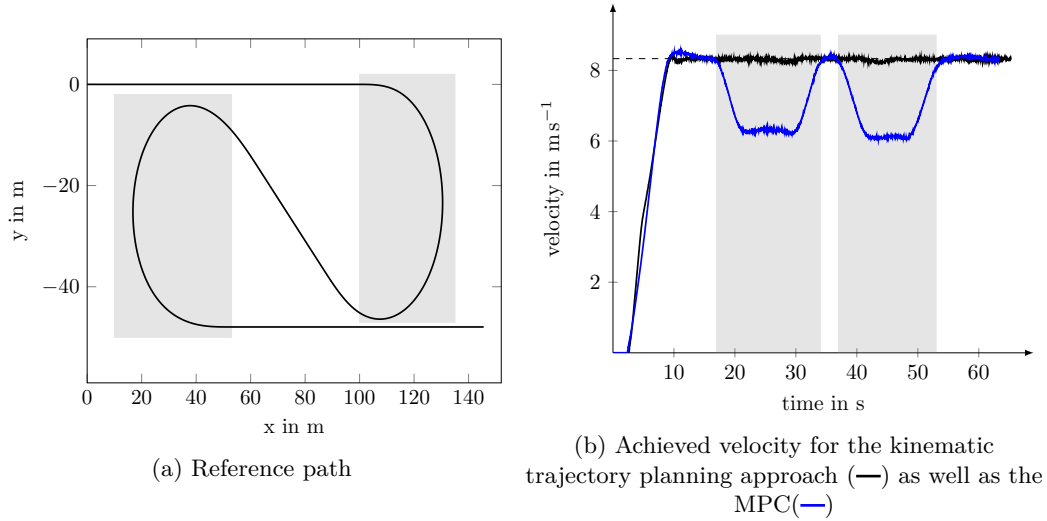 0
−20
−40
y in m
0 20 40 60 80 100 120 140
x in m
(a) Reference path
8
6
4
2
velocity in ms−1
10 20 30 40 50 60
time in s
(b) Achieved velocity for the kinematic
trajectory planning approach (—) as well as the
MPC(—)